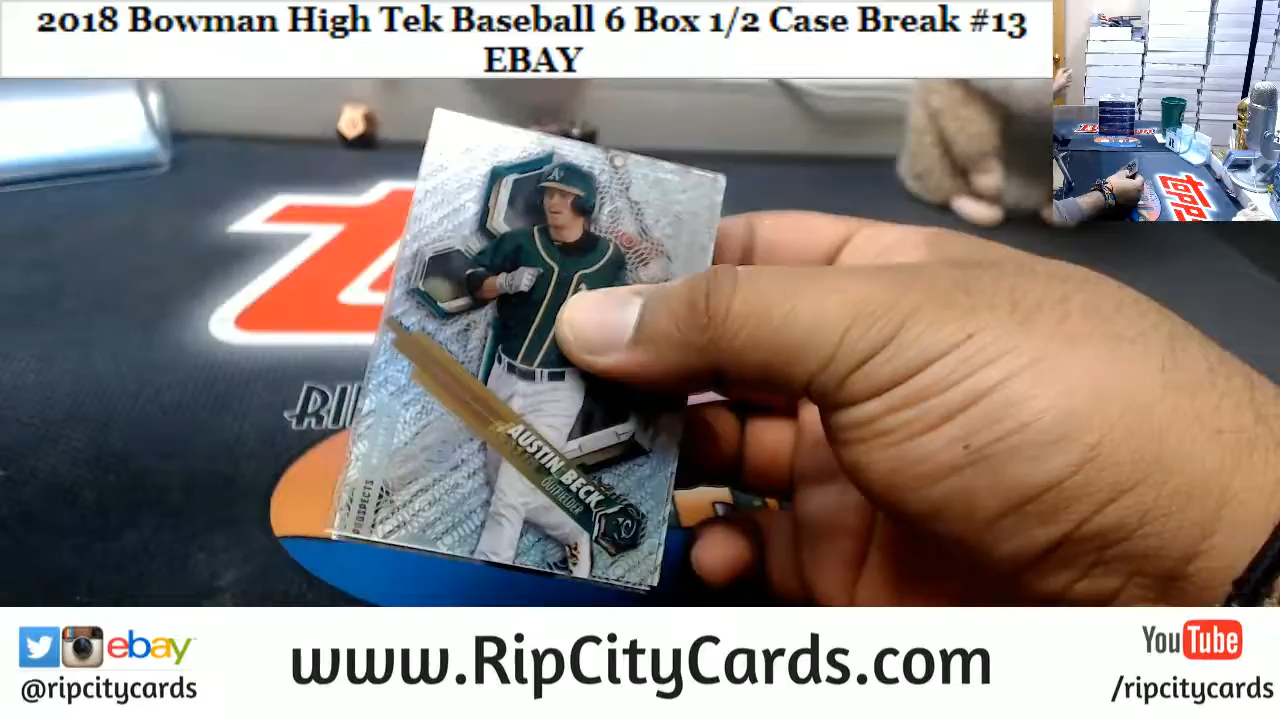 2018 Bowman High Tek Baseball 6 Box 1/2 Case Break #13
EBAY
A's
AUSTIN BECK
OUTFIELDER
PROSPECTS
RI
ebay
@ripcitycards
www.RipCityCards.com
YouTube
/ripcitycards